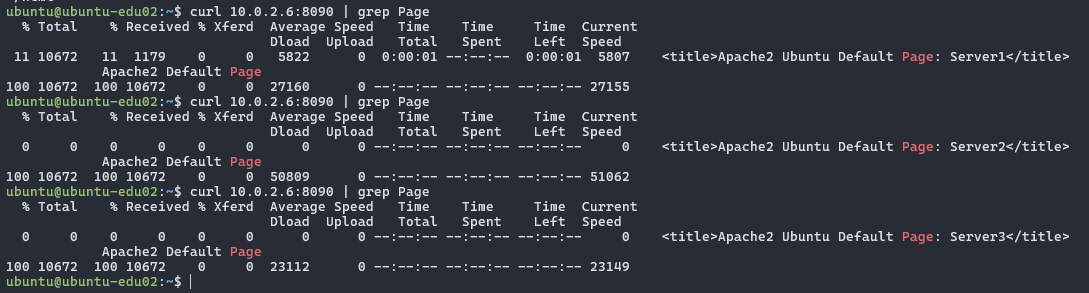 ubuntu@ubuntu-edu02:~$ curl 10.0.2.6:8090 | grep Page
  % Total    % Received % Xferd  Average Speed   Time    Time     Time  Current
                                 Dload  Upload   Total   Spent    Left  Speed
 11 10672   11  1179    0     0   5822      0  0:00:01 --:--:--  0:00:01  5807    <title>Apache2 Ubuntu Default Page: Server1</title>
            Apache2 Default Page
100 10672  100 10672    0     0  27160      0 --:--:-- --:--:-- --:--:-- 27155
ubuntu@ubuntu-edu02:~$ curl 10.0.2.6:8090 | grep Page
  % Total    % Received % Xferd  Average Speed   Time    Time     Time  Current
                                 Dload  Upload   Total   Spent    Left  Speed
  0     0    0     0    0     0      0      0 --:--:-- --:--:-- --:--:--     0    <title>Apache2 Ubuntu Default Page: Server2</title>
            Apache2 Default Page
100 10672  100 10672    0     0  50809      0 --:--:-- --:--:-- --:--:-- 51062
ubuntu@ubuntu-edu02:~$ curl 10.0.2.6:8090 | grep Page
  % Total    % Received % Xferd  Average Speed   Time    Time     Time  Current
                                 Dload  Upload   Total   Spent    Left  Speed
  0     0    0     0    0     0      0      0 --:--:-- --:--:-- --:--:--     0    <title>Apache2 Ubuntu Default Page: Server3</title>
            Apache2 Default Page
100 10672  100 10672    0     0  23112      0 --:--:-- --:--:-- --:--:-- 23149
ubuntu@ubuntu-edu02:~$